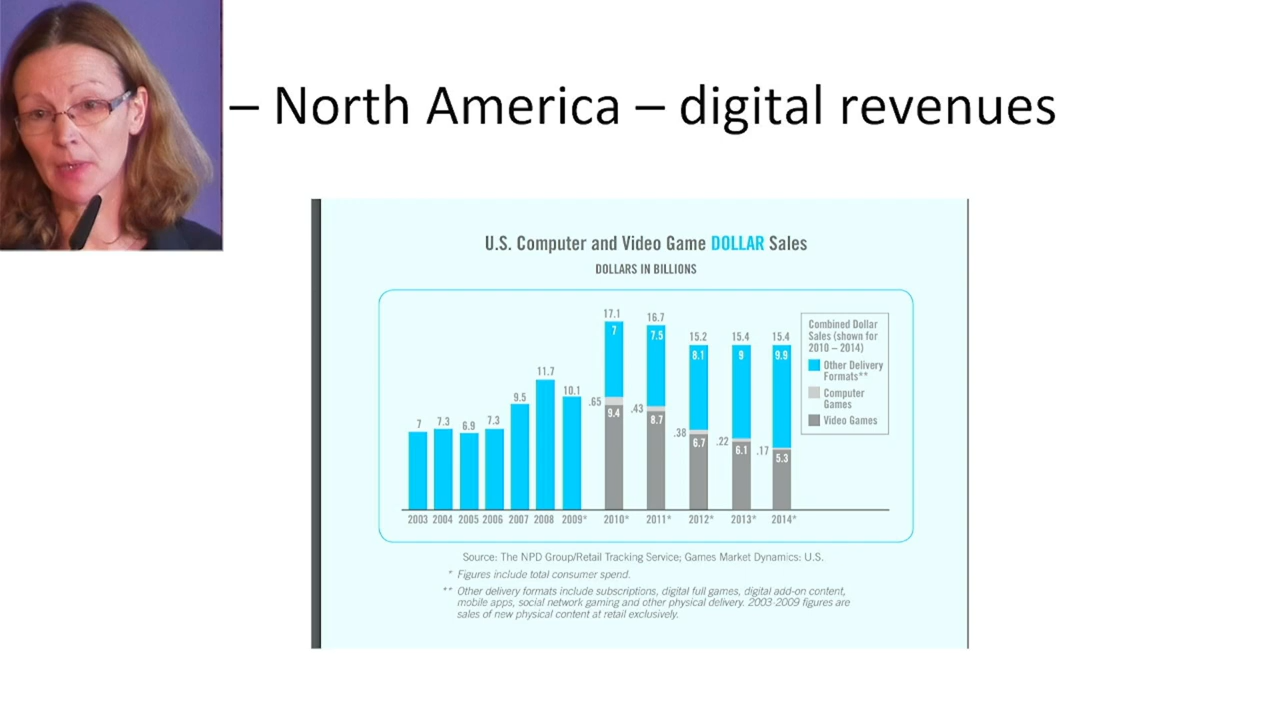 – North America – digital revenues
U.S. Computer and Video Game DOLLAR Sales
DOLLARS IN BILLIONS
17.1
16.7
15.2
15.4
15.4
7
7.5
8.1
9
9.9
11.7
10.1
9.5
7
7.3
6.9
7.3
.65
.43
.38
.22
.17
9.4
8.7
6.7
6.1
5.3
Combined Dollar
Sales (shown for
2010 – 2014)
Other Delivery
Formats**
Computer
Games
Video Games
2003 2004 2005 2006 2007 2008 2009* 2010* 2011* 2012* 2013* 2014*
Source: The NPD Group/Retail Tracking Service; Games Market Dynamics: U.S.
* Figures include total consumer spend.
** Other delivery formats include subscriptions, digital full games, digital add-on content,
mobile apps, social network gaming and other physical delivery. 2003-2009 figures are
sales of new physical content at retail exclusively.